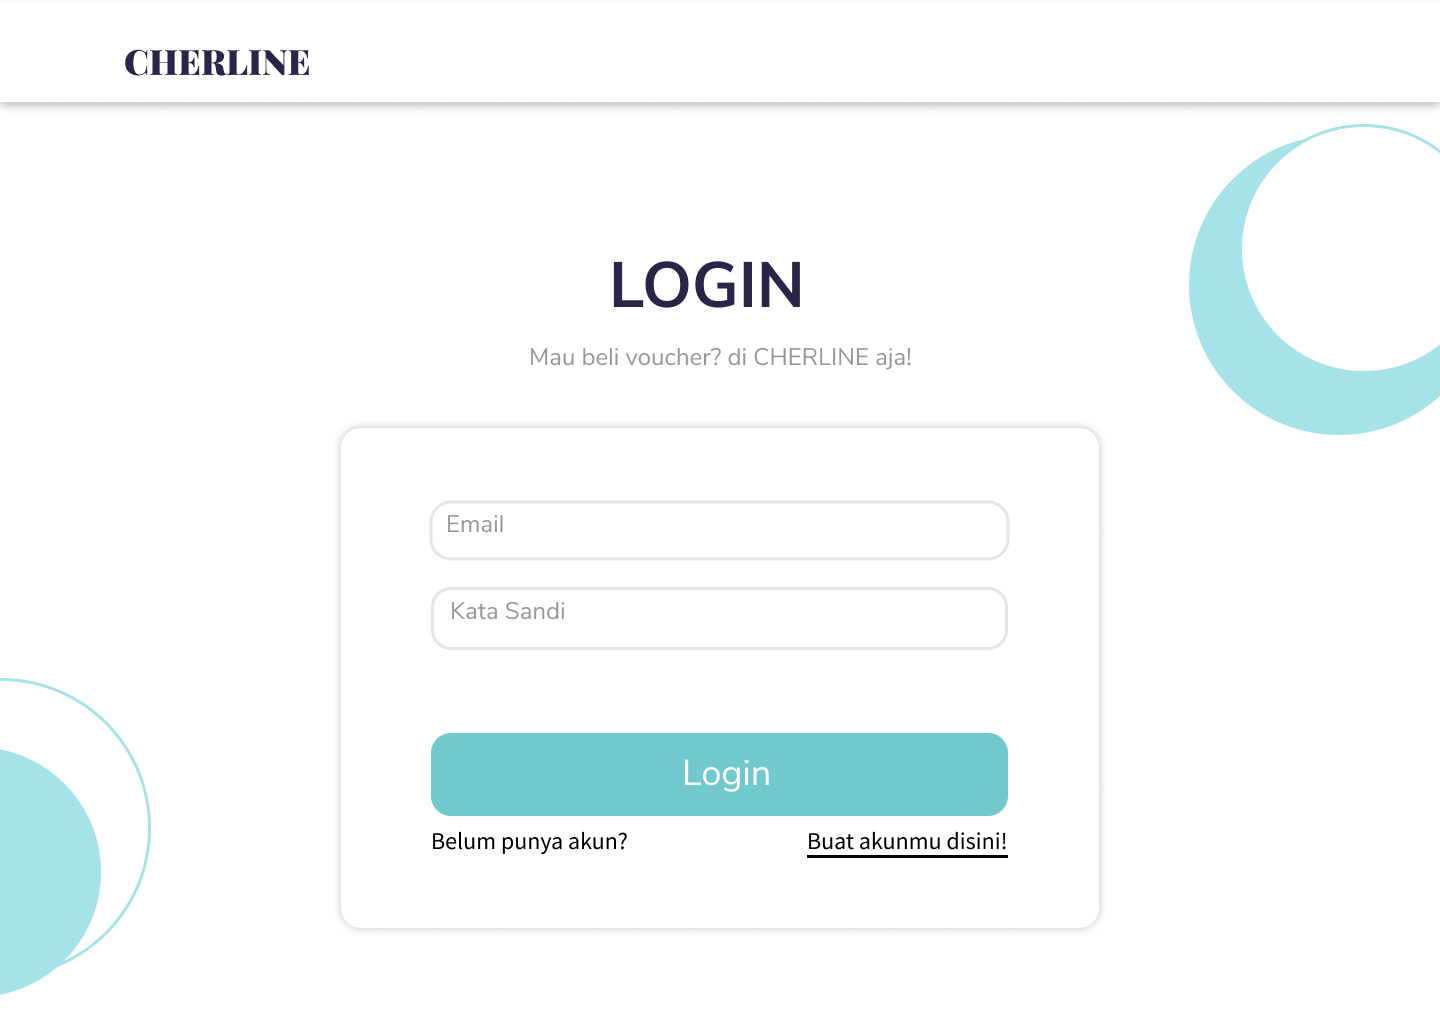 CHERLINE
LOGIN
Mau beli voucher? di CHERLINE aja!
Email
Kata Sandi
Login
Belum punya akun? Buat akunmu disini!